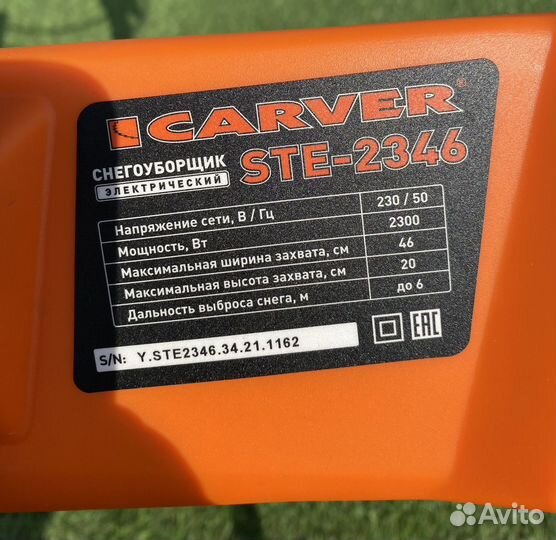 CARVER®
СНЕГОУБОРЩИК
ЭЛЕКТРИЧЕСКИЙ
STE-2346
Напряжение сети, В / Гц 230 / 50
Мощность, Вт 2300
Максимальная ширина захвата, см 46
Максимальная высота захвата, см 20
Дальность выброса снега, м до 6
S/N: Y.STE2346.34.21.1162
EAC
Avito